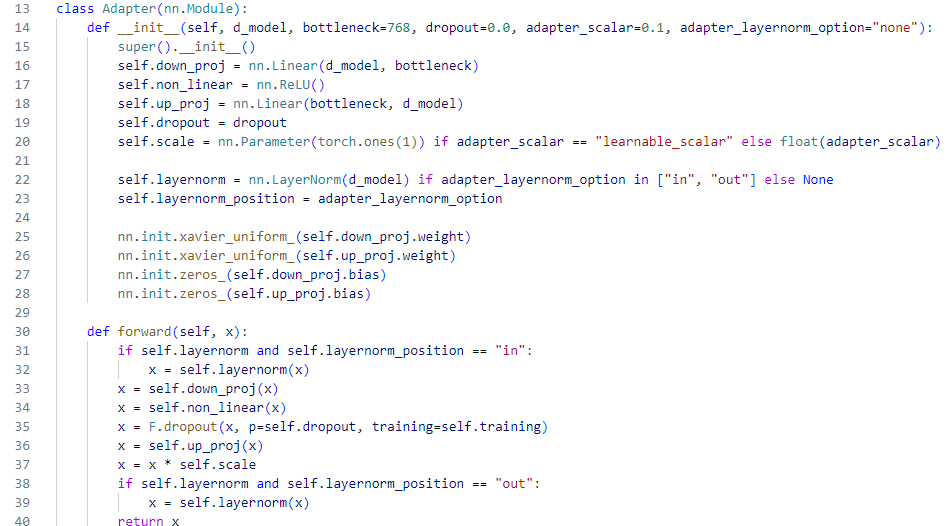 13 class Adapter(nn.Module):
14     def __init__(self, d_model, bottleneck=768, dropout=0.0, adapter_scalar=0.1, adapter_layernorm_option="none"):
15         super().__init__()
16         self.down_proj = nn.Linear(d_model, bottleneck)
17         self.non_linear = nn.ReLU()
18         self.up_proj = nn.Linear(bottleneck, d_model)
19         self.dropout = dropout
20         self.scale = nn.Parameter(torch.ones(1)) if adapter_scalar == "learnable_scalar" else float(adapter_scalar)
21
22         self.layernorm = nn.LayerNorm(d_model) if adapter_layernorm_option in ["in", "out"] else None
23         self.layernorm_position = adapter_layernorm_option
24
25         nn.init.xavier_uniform_(self.down_proj.weight)
26         nn.init.xavier_uniform_(self.up_proj.weight)
27         nn.init.zeros_(self.down_proj.bias)
28         nn.init.zeros_(self.up_proj.bias)
29
30     def forward(self, x):
31         if self.layernorm and self.layernorm_position == "in":
32             x = self.layernorm(x)
33         x = self.down_proj(x)
34         x = self.non_linear(x)
35         x = F.dropout(x, p=self.dropout, training=self.training)
36         x = self.up_proj(x)
37         x = x * self.scale
38         if self.layernorm and self.layernorm_position == "out":
39             x = self.layernorm(x)
40         return x